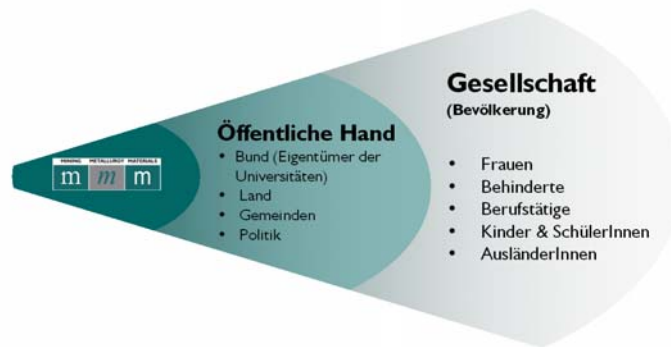 MINING METALLURGY MATERIALS
m m m
Öffentliche Hand
• Bund (Eigentümer der
Universitäten)
• Land
• Gemeinden
• Politik
Gesellschaft
(Bevölkerung)
• Frauen
• Behinderte
• Berufstätige
• Kinder & SchülerInnen
• AusländerInnen